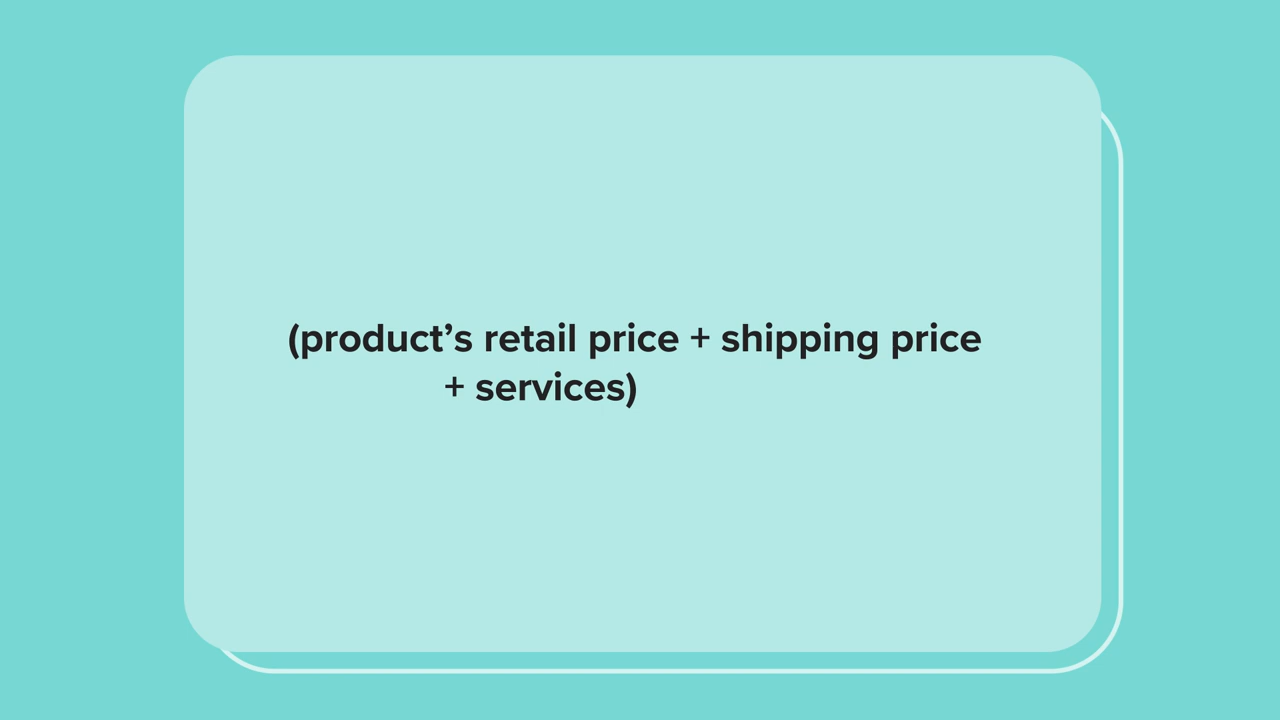 (product’s retail price + shipping price
+ services)